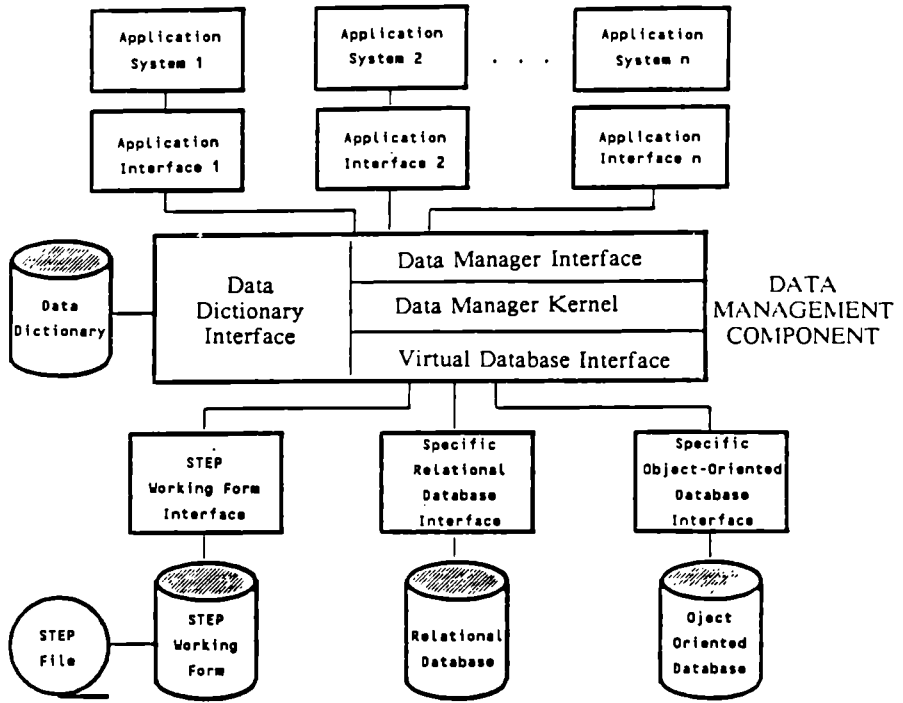 Application
System 1
Application
System 2
. . .
Application
System n
Application
Interface 1
Application
Interface 2
Application
Interface n
Data
Dictionary
Data
Dictionary
Interface
Data Manager Interface
Data Manager Kernel
Virtual Database Interface
DATA
MANAGEMENT
COMPONENT
STEP
Working Form
Interface
Specific
Relational
Database
Interface
Specific
Object-Oriented
Database
Interface
STEP
File
STEP
Working
Form
Relational
Database
Oject
Oriented
Database